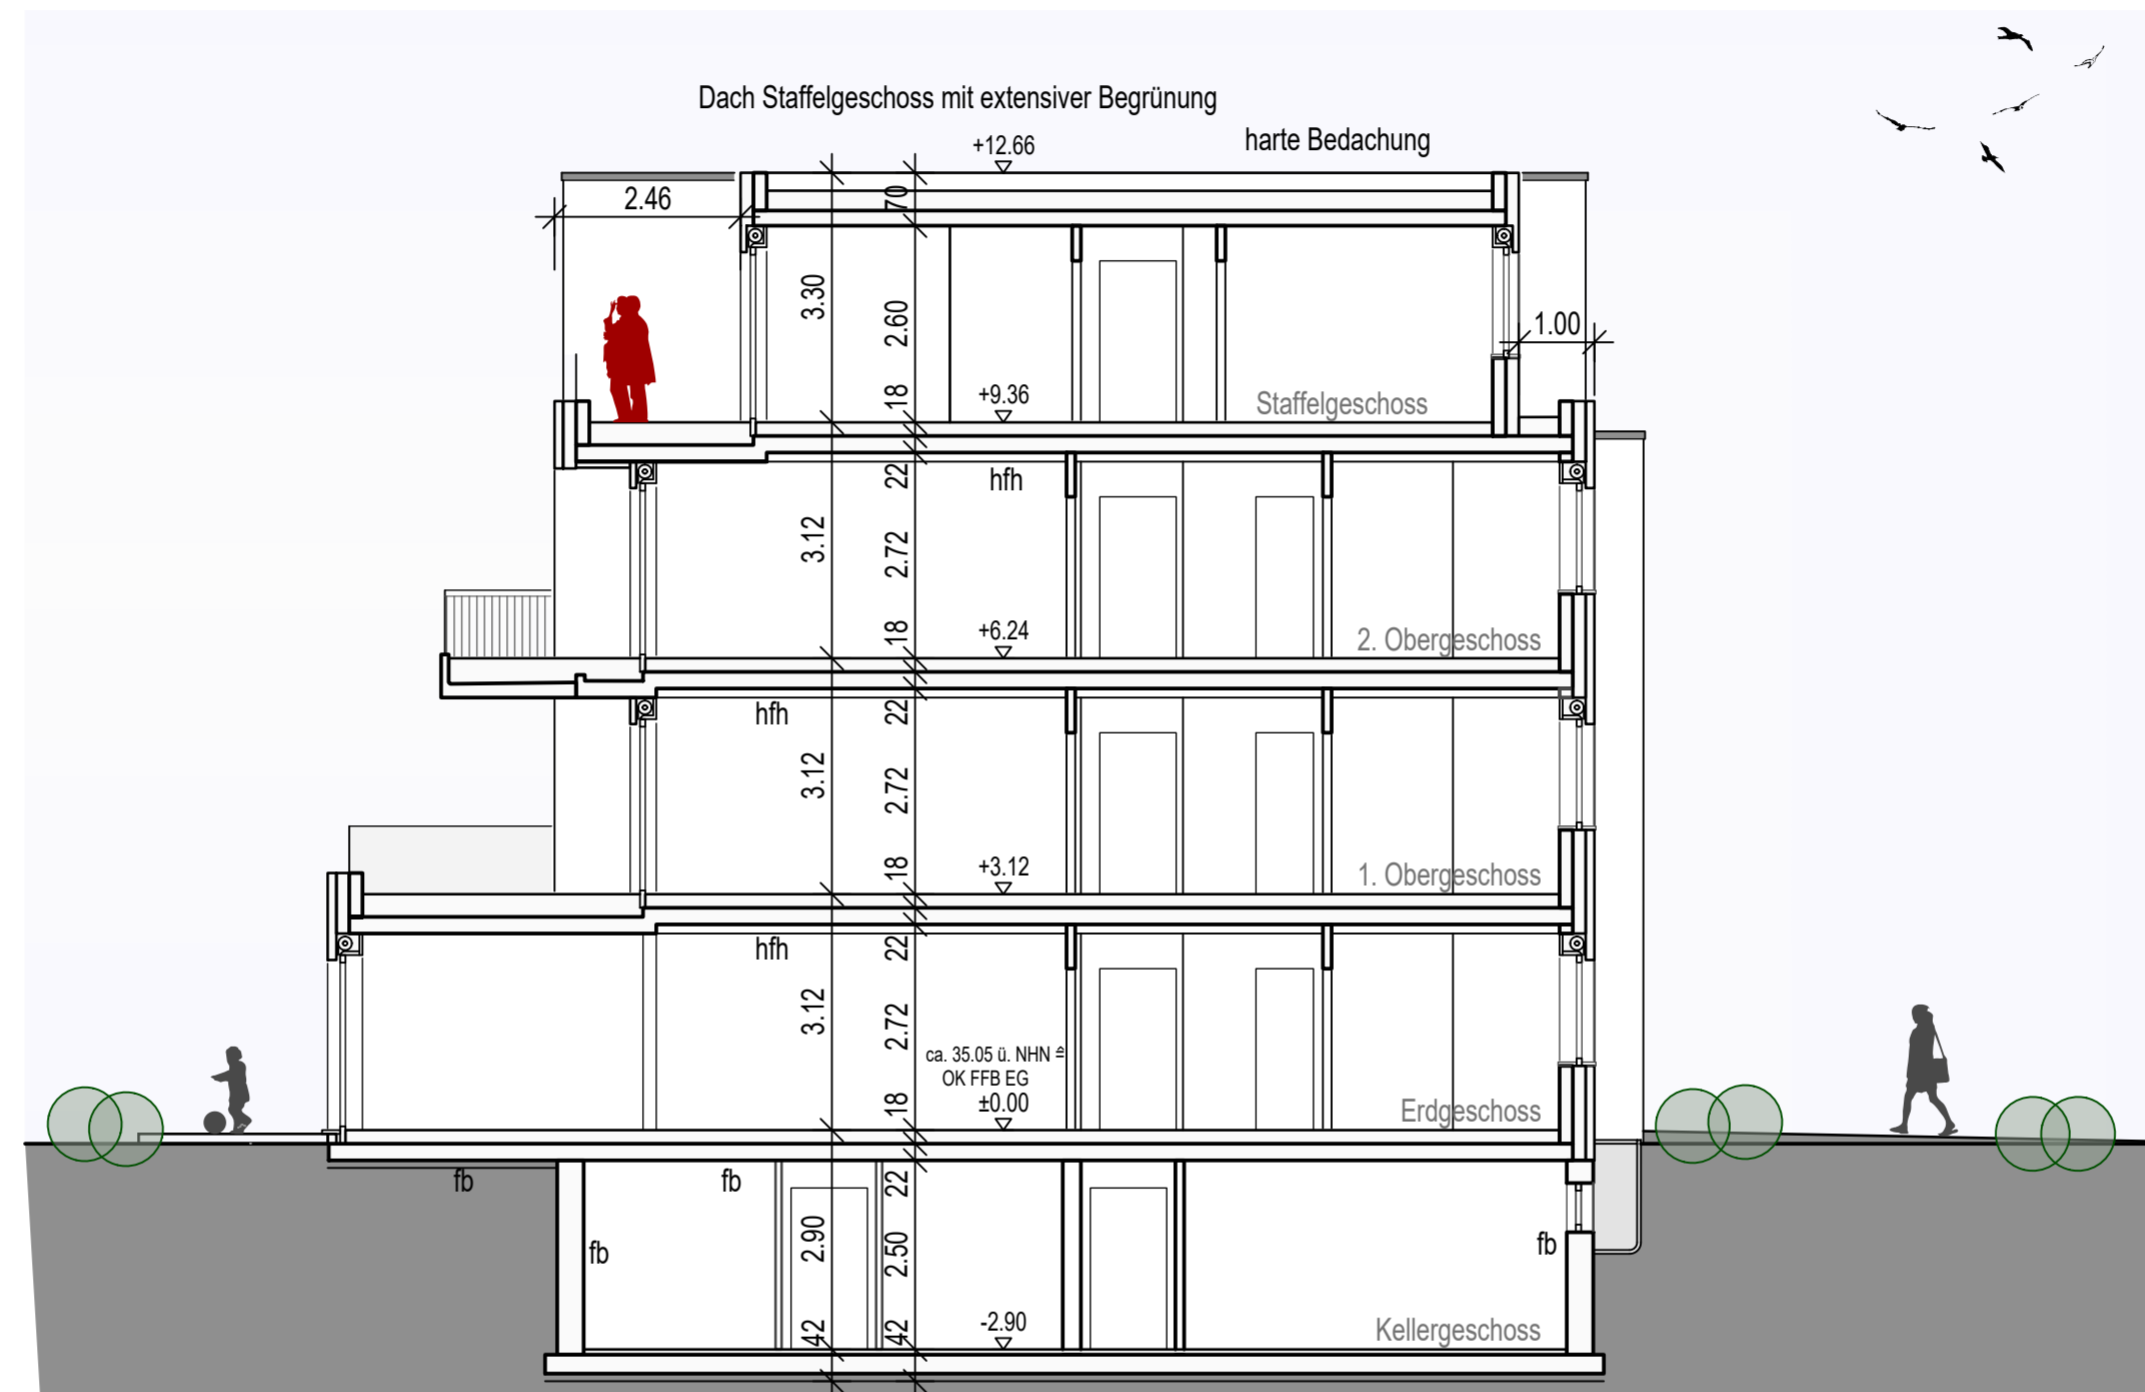 Dach Staffelgeschoss mit extensiver Begrünung
harte Bedachung
+12.66
2.46
70
3.30
2.60
1.00
18
+9.36
Staffelgeschoss
22
hfh
3.12
2.72
18
+6.24
2. Obergeschoss
22
hfh
3.12
2.72
18
+3.12
1. Obergeschoss
22
hfh
3.12
2.72
ca. 35.05 ü. NHN ≙
OK FFB EG
±0.00
18
Erdgeschoss
fb
fb
22
fb
2.90
2.50
fb
-2.90
Kellergeschoss
42
42